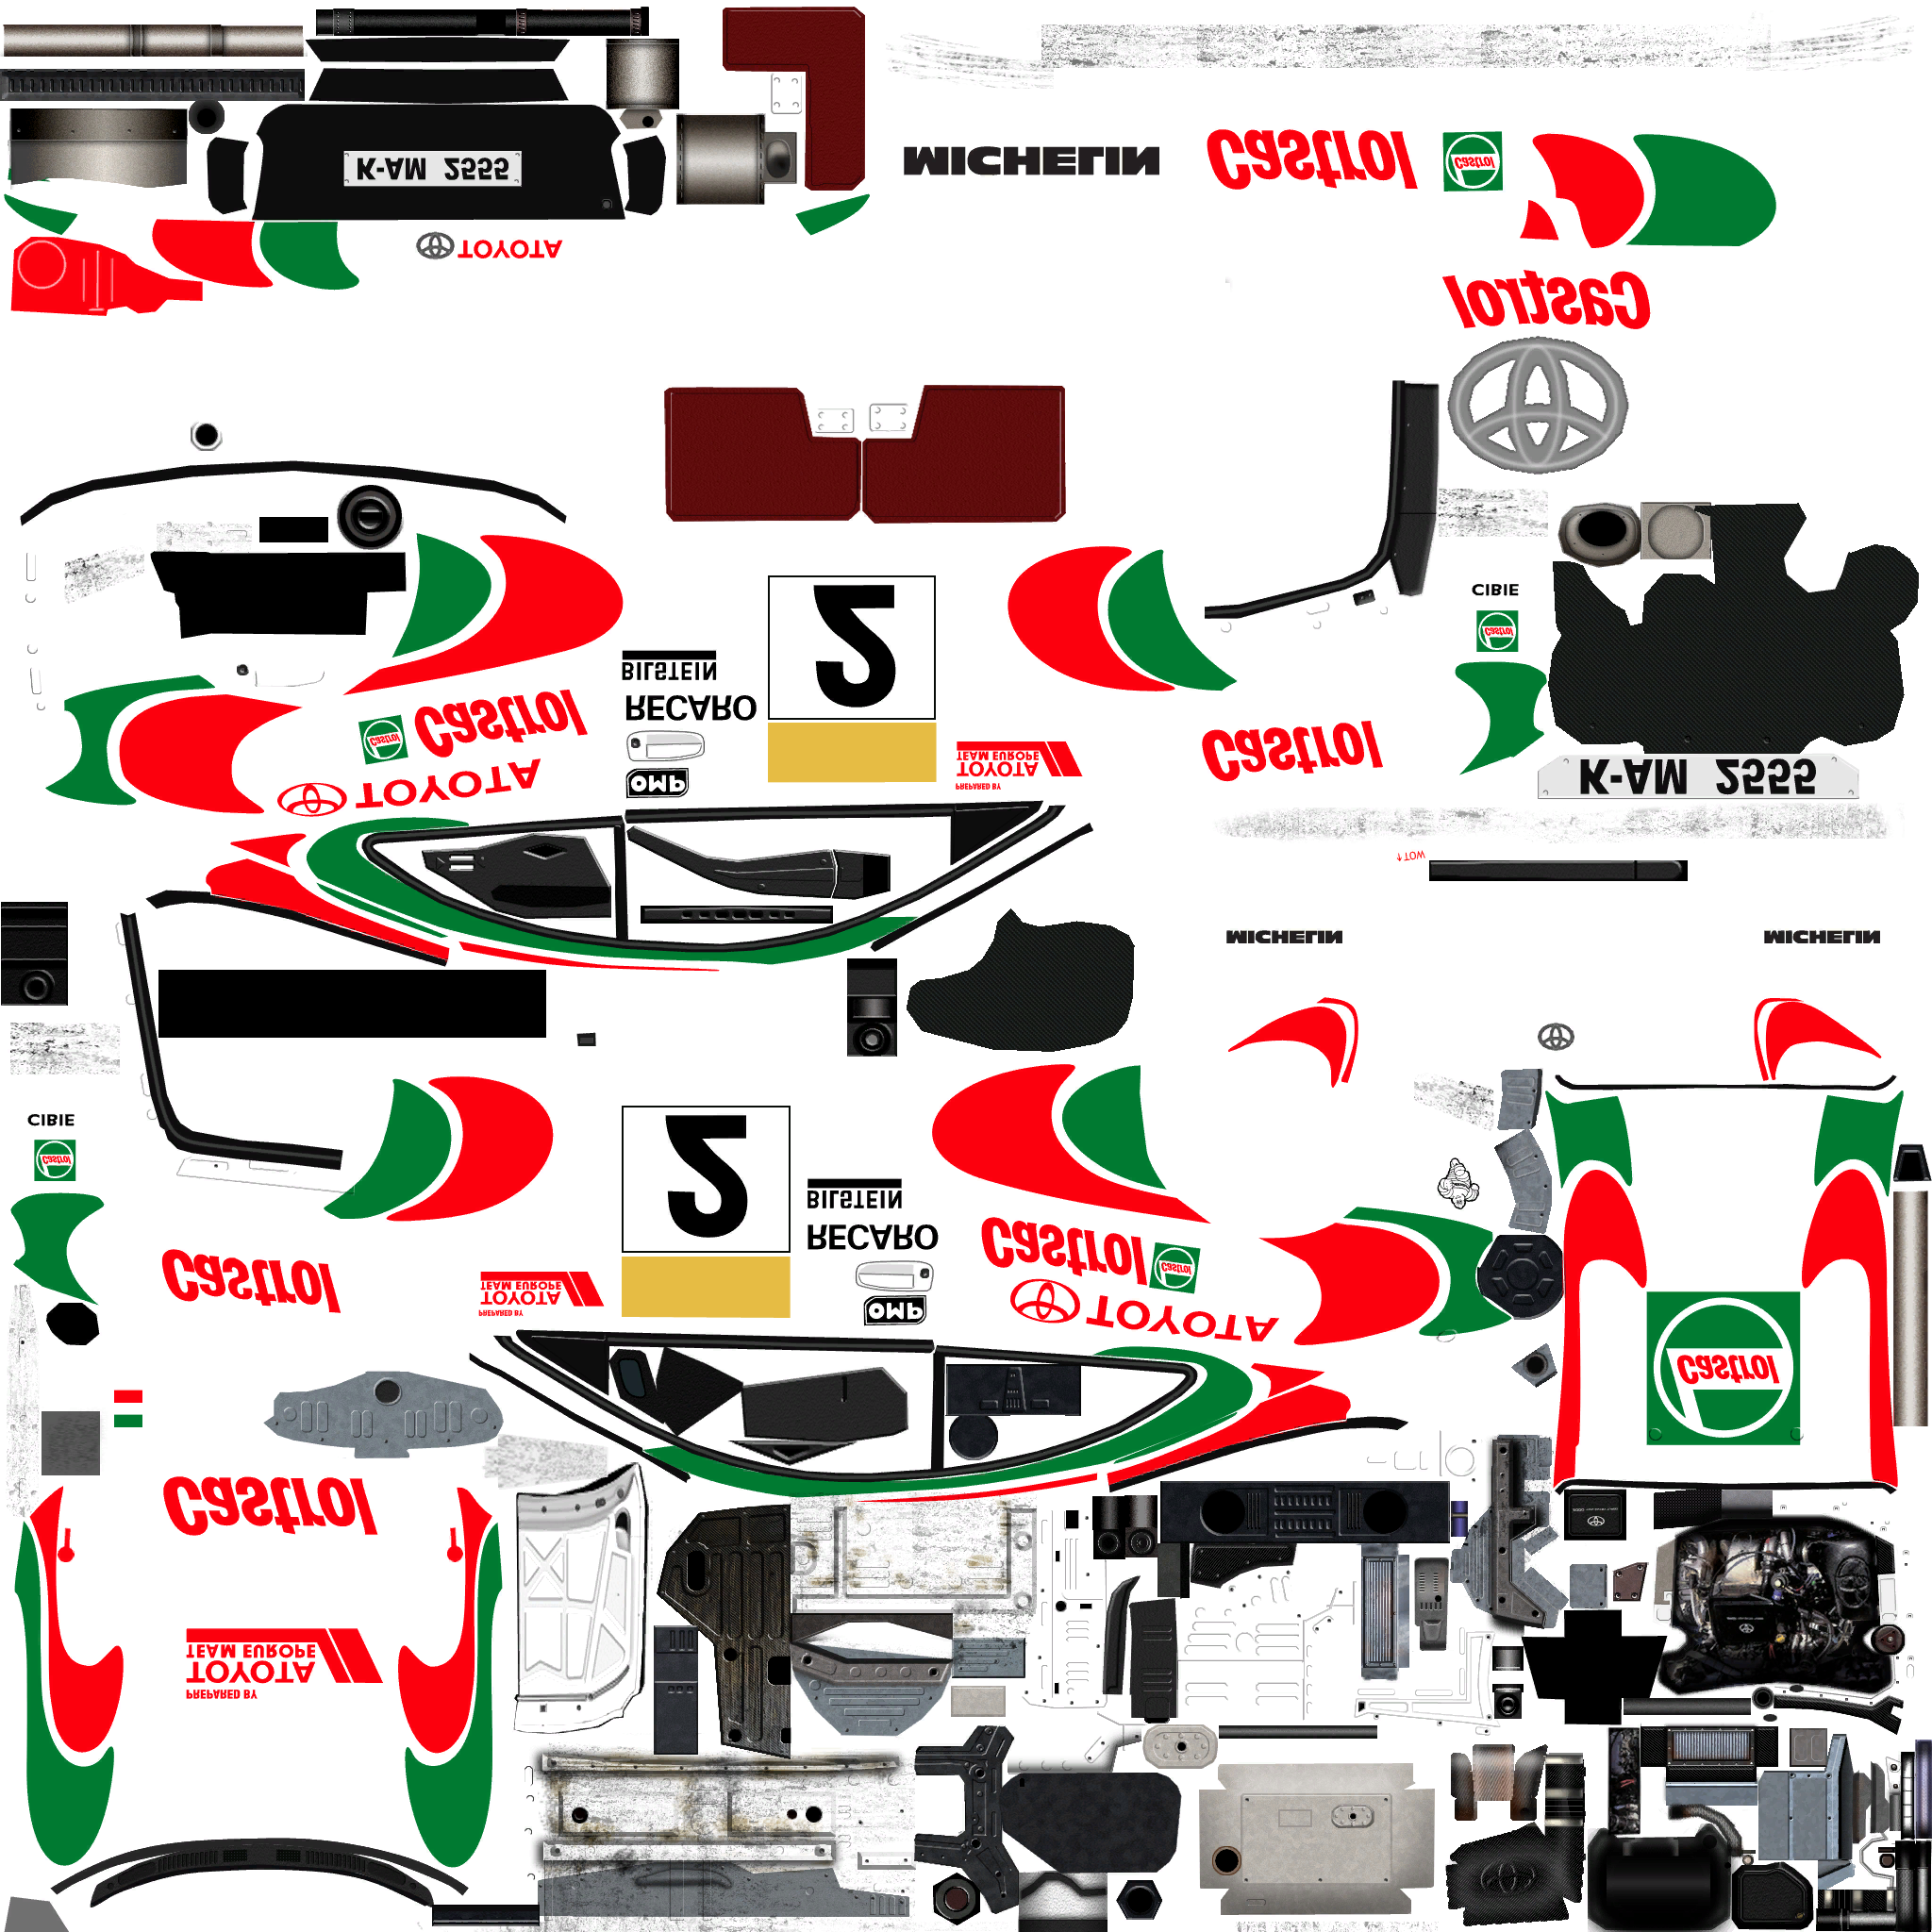 K-AM 2555
MICHELIN
Castrol
Castrol
TOYOTA
Castrol
CIBIE
Castrol
2
BILSTEIN
RECARO
Castrol
Castrol
TOYOTA
OMP
TEAM EUROPE
TOYOTA
PREPARED BY
Castrol
K-AM 2555
TOW
MICHELIN
MICHELIN
CIBIE
Castrol
2
BILSTEIN
RECARO
Castrol
Castrol
Castrol
TEAM EUROPE
TOYOTA
PREPARED BY
OMP
TOYOTA
Castrol
Castrol
TEAM EUROPE
TOYOTA
PREPARED BY